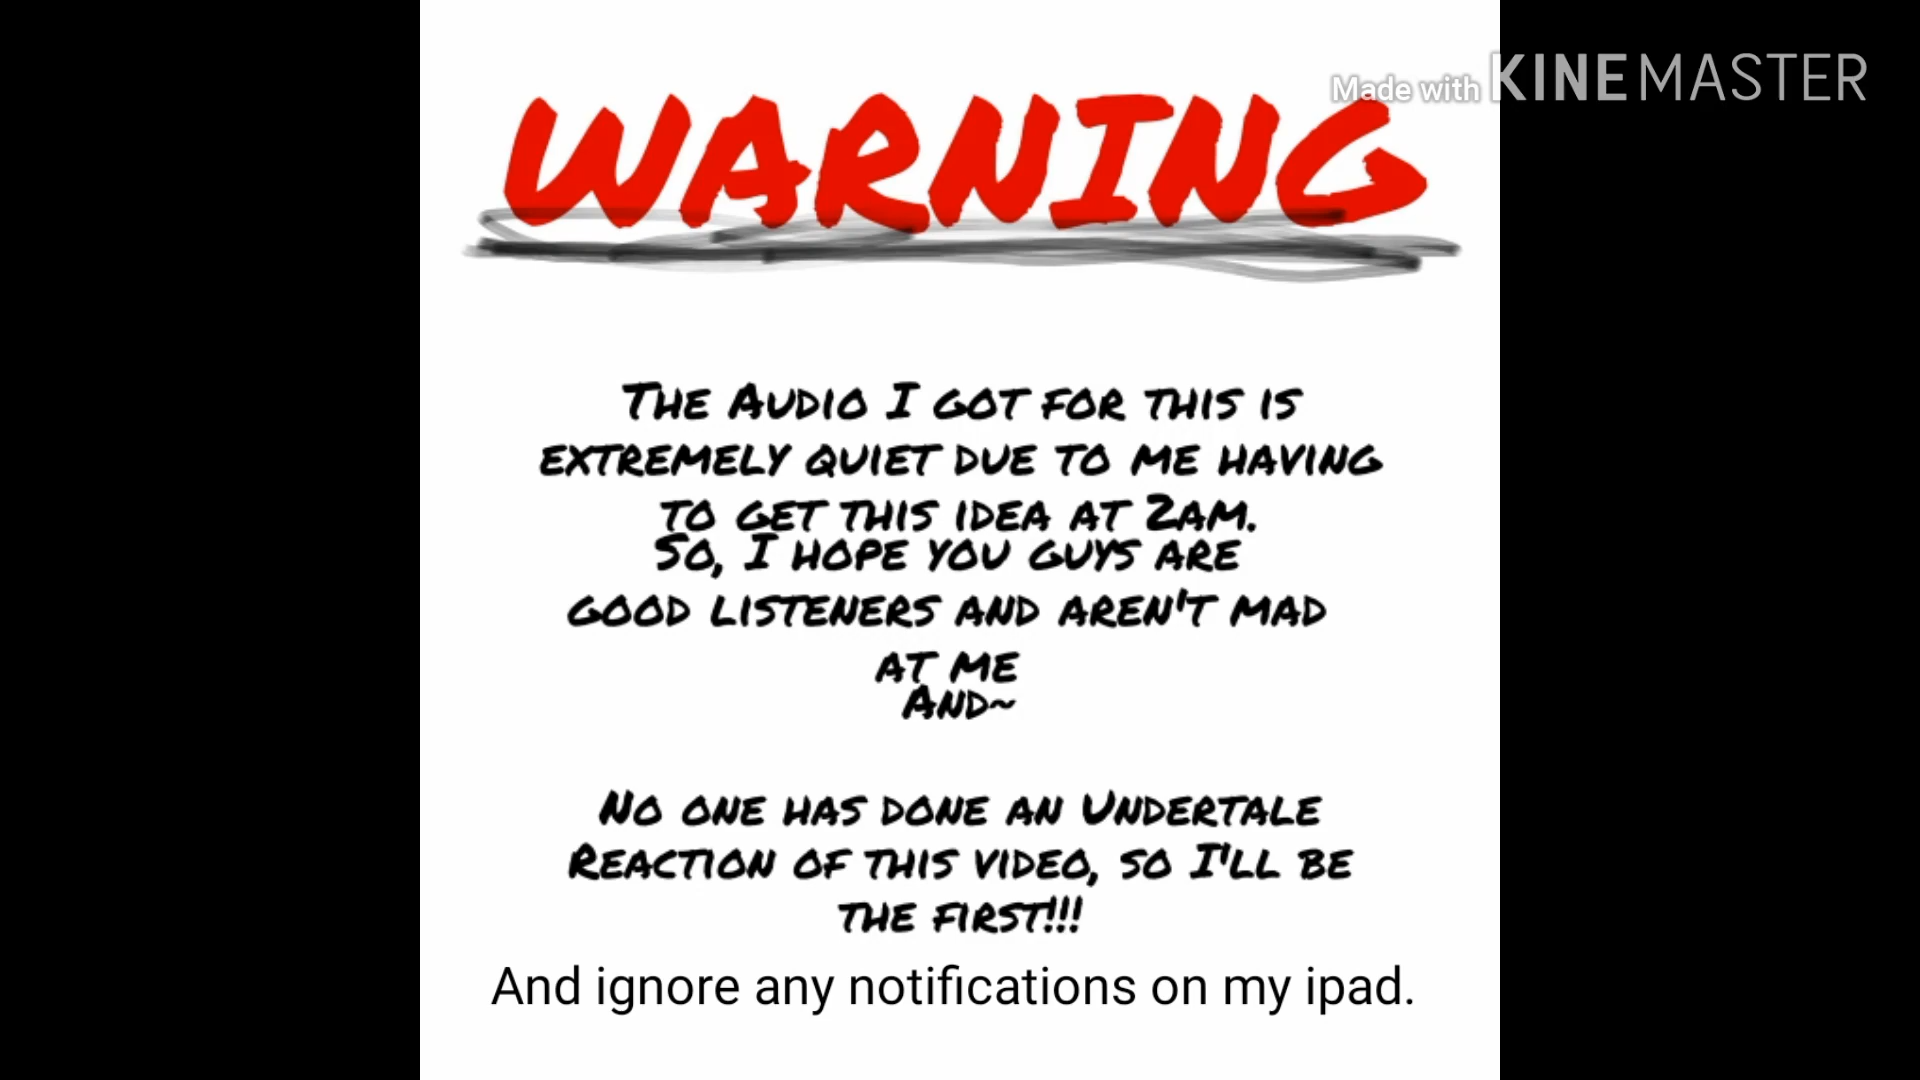 Made with KINEMASTER
WARNING
The Audio I got for this is
extremely quiet due to me having
to get this idea at 2am.
So, I hope you guys are
good listeners and aren't mad
at me
And~
No one has done an Undertale
Reaction of this video, so I'll be
the first!!!
And ignore any notifications on my ipad.